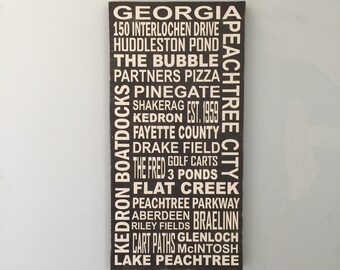 GEORGIA
PEACHTREE CITY
150 INTERLOCHEN DRIVE
HUDDLESTON POND
THE BUBBLE
PARTNERS PIZZA
PINEGATE
SHAKERAG
KEDRON
EST. 1959
FAYETTE COUNTY
DRAKE FIELD
THE FRED
GOLF CARTS
3 PONDS
KEDRON BOATDOCKS
FLAT CREEK
PEACHTREE PARKWAY
ABERDEEN
RILEY FIELDS
BRAELINN
CART PATHS
GLENLOCH
McINTOSH
LAKE PEACHTREE